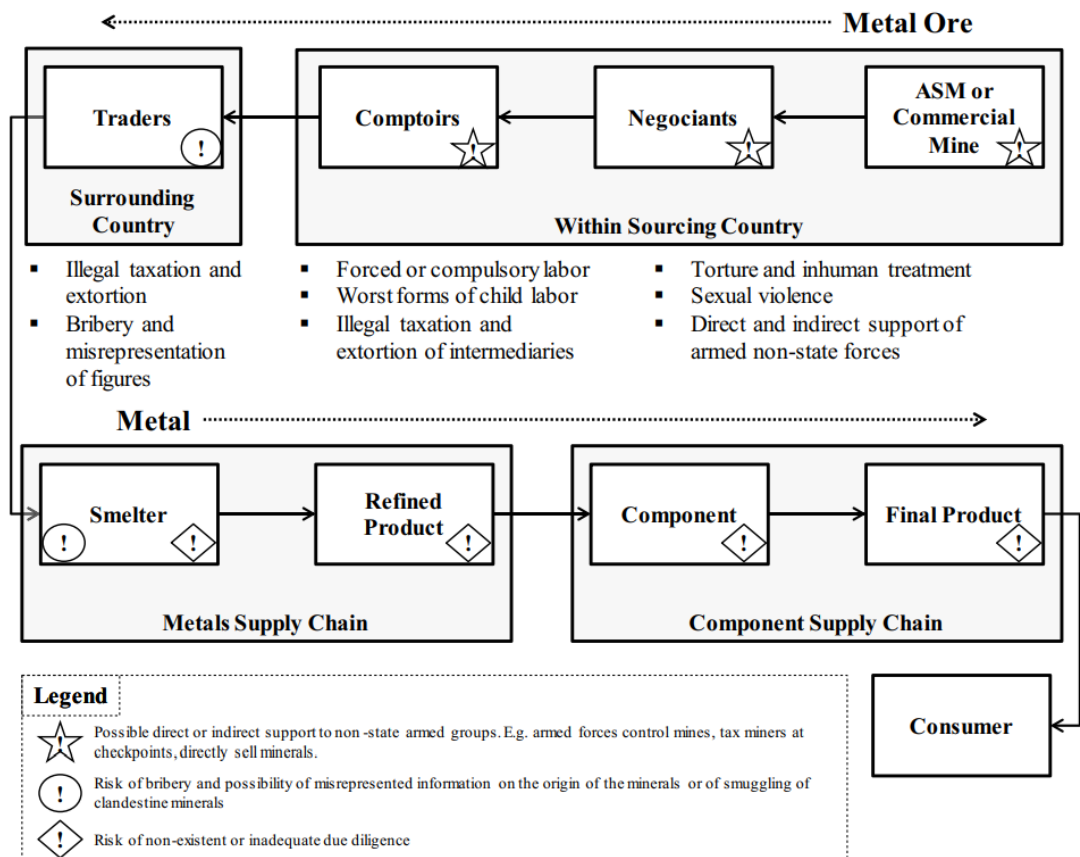 Metal Ore
Traders
Comptoirs
Negociants
ASM or
Commercial
Mine
!
!
!
!
Surrounding
Country
Within Sourcing Country
▪ Illegal taxation and
extortion
▪ Bribery and
misrepresentation
of figures
▪ Forced or compulsory labor
▪ Worst forms of child labor
▪ Illegal taxation and
extortion of intermediaries
▪ Torture and inhuman treatment
▪ Sexual violence
▪ Direct and indirect support of
armed non-state forces
Metal
Smelter
Refined
Product
Component
Final Product
!
!
!
!
!
Metals Supply Chain
Component Supply Chain
Legend
! Possible direct or indirect support to non -state armed groups. E.g. armed forces control mines, tax miners at
checkpoints, directly sell minerals.
! Risk of bribery and possibility of misrepresented information on the origin of the minerals or of smuggling of
clandestine minerals
! Risk of non-existent or inadequate due diligence
Consumer